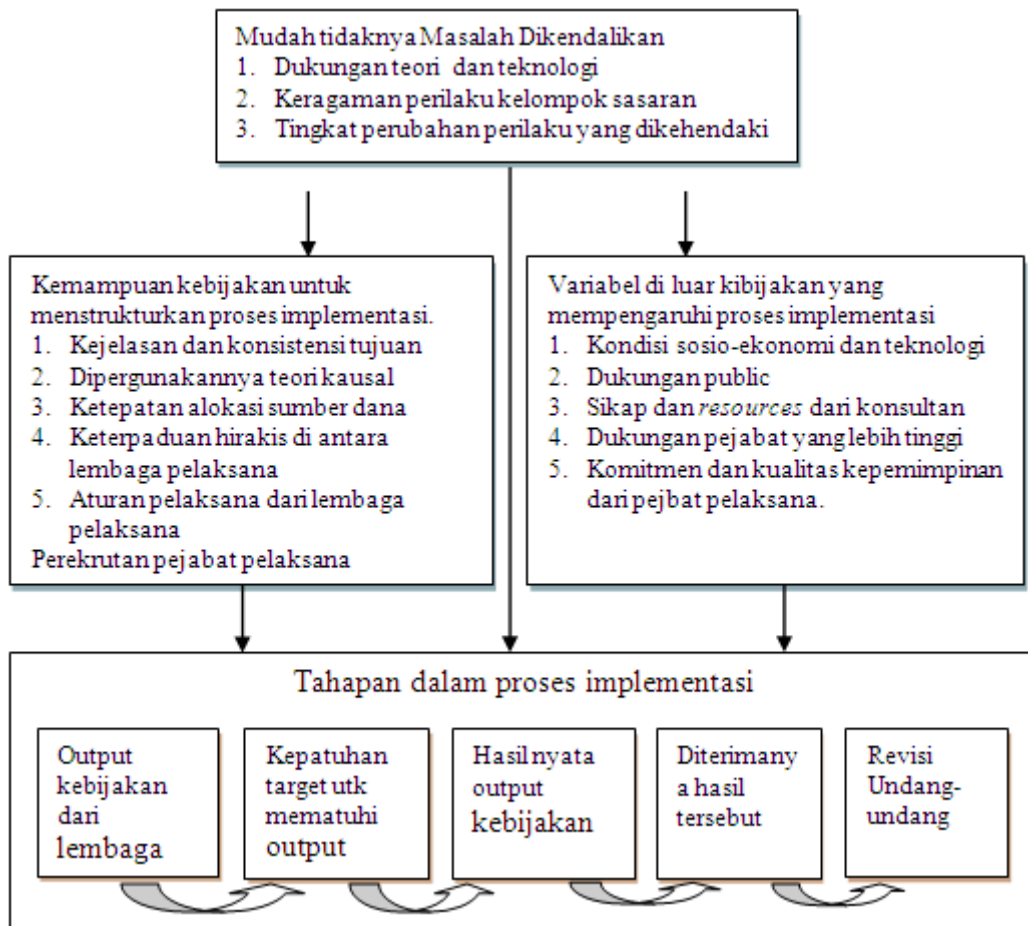 Mudah tidaknya Masalah Dikendalikan
1. Dukungan teori dan teknologi
2. Keragaman perilaku kelompok sasaran
3. Tingkat perubahan perilaku yang dikehendaki
Kemampuan kebijakan untuk
menstrukturkan proses implementasi.
1. Kejelasan dan konsistensi tujuan
2. Dipergunakannya teori kausal
3. Ketepatan alokasi sumber dana
4. Keterpaduan hirakis di antara
lembaga pelaksana
5. Aturan pelaksana dari lembaga
pelaksana
Perekrutan pejabat pelaksana
Variabel di luar kibijakan yang
mempengaruhi proses implementasi
1. Kondisi sosio-ekonomi dan teknologi
2. Dukungan public
3. Sikap dan resources dari konsultan
4. Dukungan pejabat yang lebih tinggi
5. Komitmen dan kualitas kepemimpinan
dari pejbat pelaksana.
Tahapan dalam proses implementasi
Output
kebijakan
dari
lembaga
Kepatuhan
target utk
mematuhi
output
Hasil nyata
output
kebijakan
Diterimany
a hasil
tersebut
Revisi
Undang-
undang